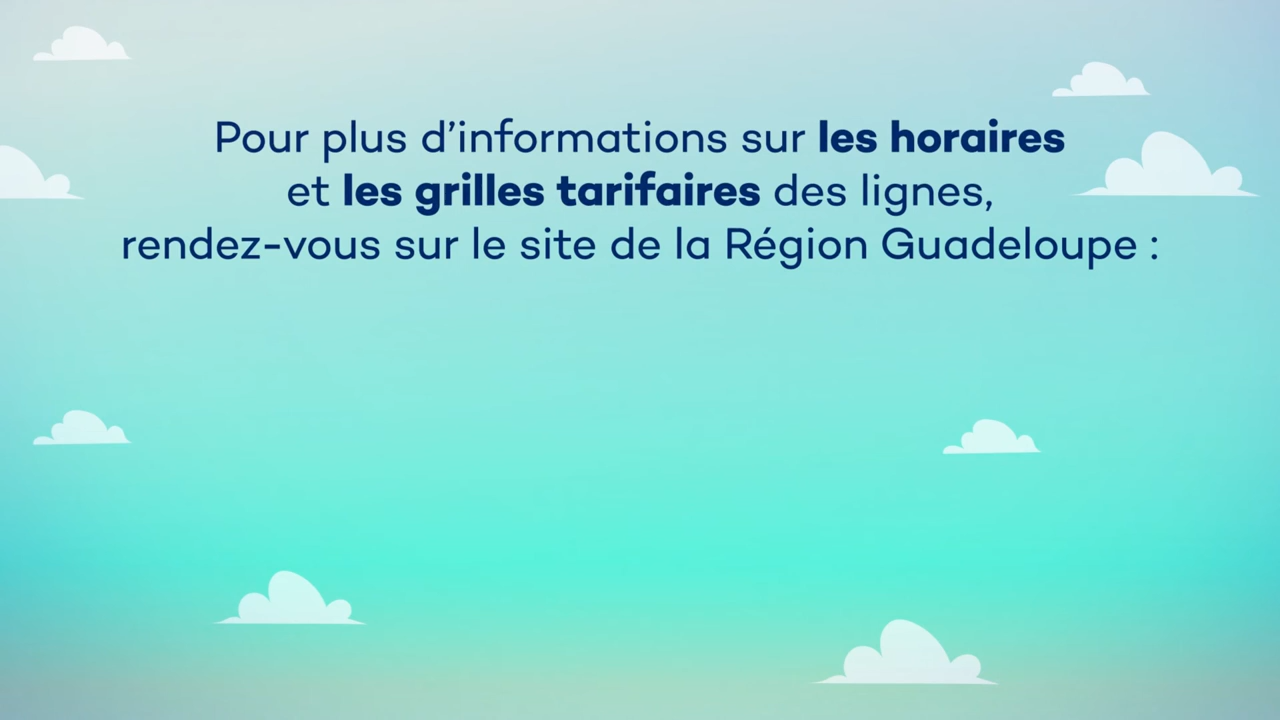 Pour plus d’informations sur les horaires
et les grilles tarifaires des lignes,
rendez-vous sur le site de la Région Guadeloupe :